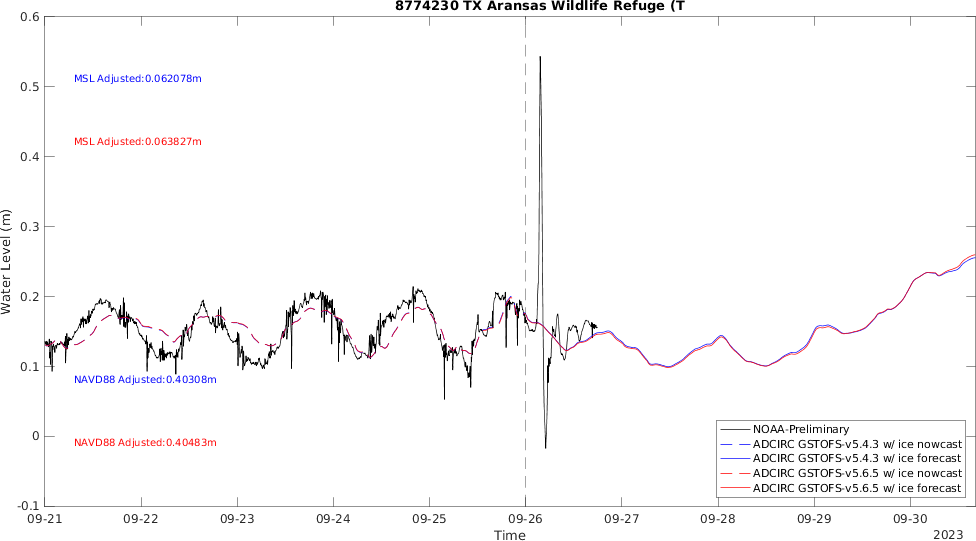 8774230 TX Aransas Wildlife Refuge (T
0.6
0.5
0.4
0.3
0.2
0.1
0
-0.1
Water Level (m)
MSL Adjusted:0.062078m
MSL Adjusted:0.063827m
NAVD88 Adjusted:0.40308m
NAVD88 Adjusted:0.40483m
NOAA-Preliminary
ADCIRC GSTOFS-v5.4.3 w/ ice nowcast
ADCIRC GSTOFS-v5.4.3 w/ ice forecast
ADCIRC GSTOFS-v5.6.5 w/ ice nowcast
ADCIRC GSTOFS-v5.6.5 w/ ice forecast
09-21 09-22 09-23 09-24 09-25 09-26 09-27 09-28 09-29 09-30
Time
2023